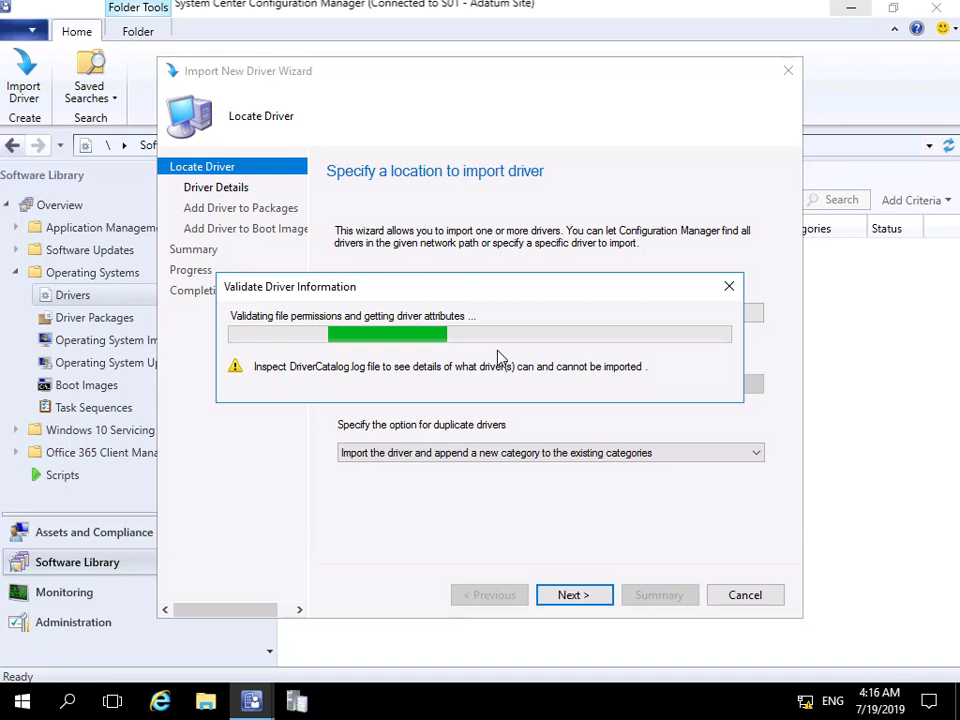 Folder Tools
System Center Configuration Manager (Connected to S01 - Adatum Site)
Home
Folder
Import
Driver
Saved
Searches
Create
Search
Import New Driver Wizard
Locate Driver
\
Sof
Software Library
Overview
Application Manageme
Software Updates
Operating Systems
Drivers
Driver Packages
Operating System Im
Operating System Up
Boot Images
Task Sequences
Windows 10 Servicing
Office 365 Client Mana
Scripts
Assets and Compliance
Software Library
Monitoring
Administration
Locate Driver
Driver Details
Add Driver to Packages
Add Driver to Boot Image
Summary
Progress
Completi
Specify a location to import driver
This wizard allows you to import one or more drivers. You can let Configuration Manager find all
drivers in the given network path or specify a specific driver to import.
Validate Driver Information
Validating file permissions and getting driver attributes ...
Inspect DriverCatalog.log file to see details of what driver(s) can and cannot be imported .
Specify the option for duplicate drivers
Import the driver and append a new category to the existing categories
< Previous
Next >
Summary
Cancel
Search
Add Criteria
gories
Status
Ready
ENG
4:16 AM
7/19/2019